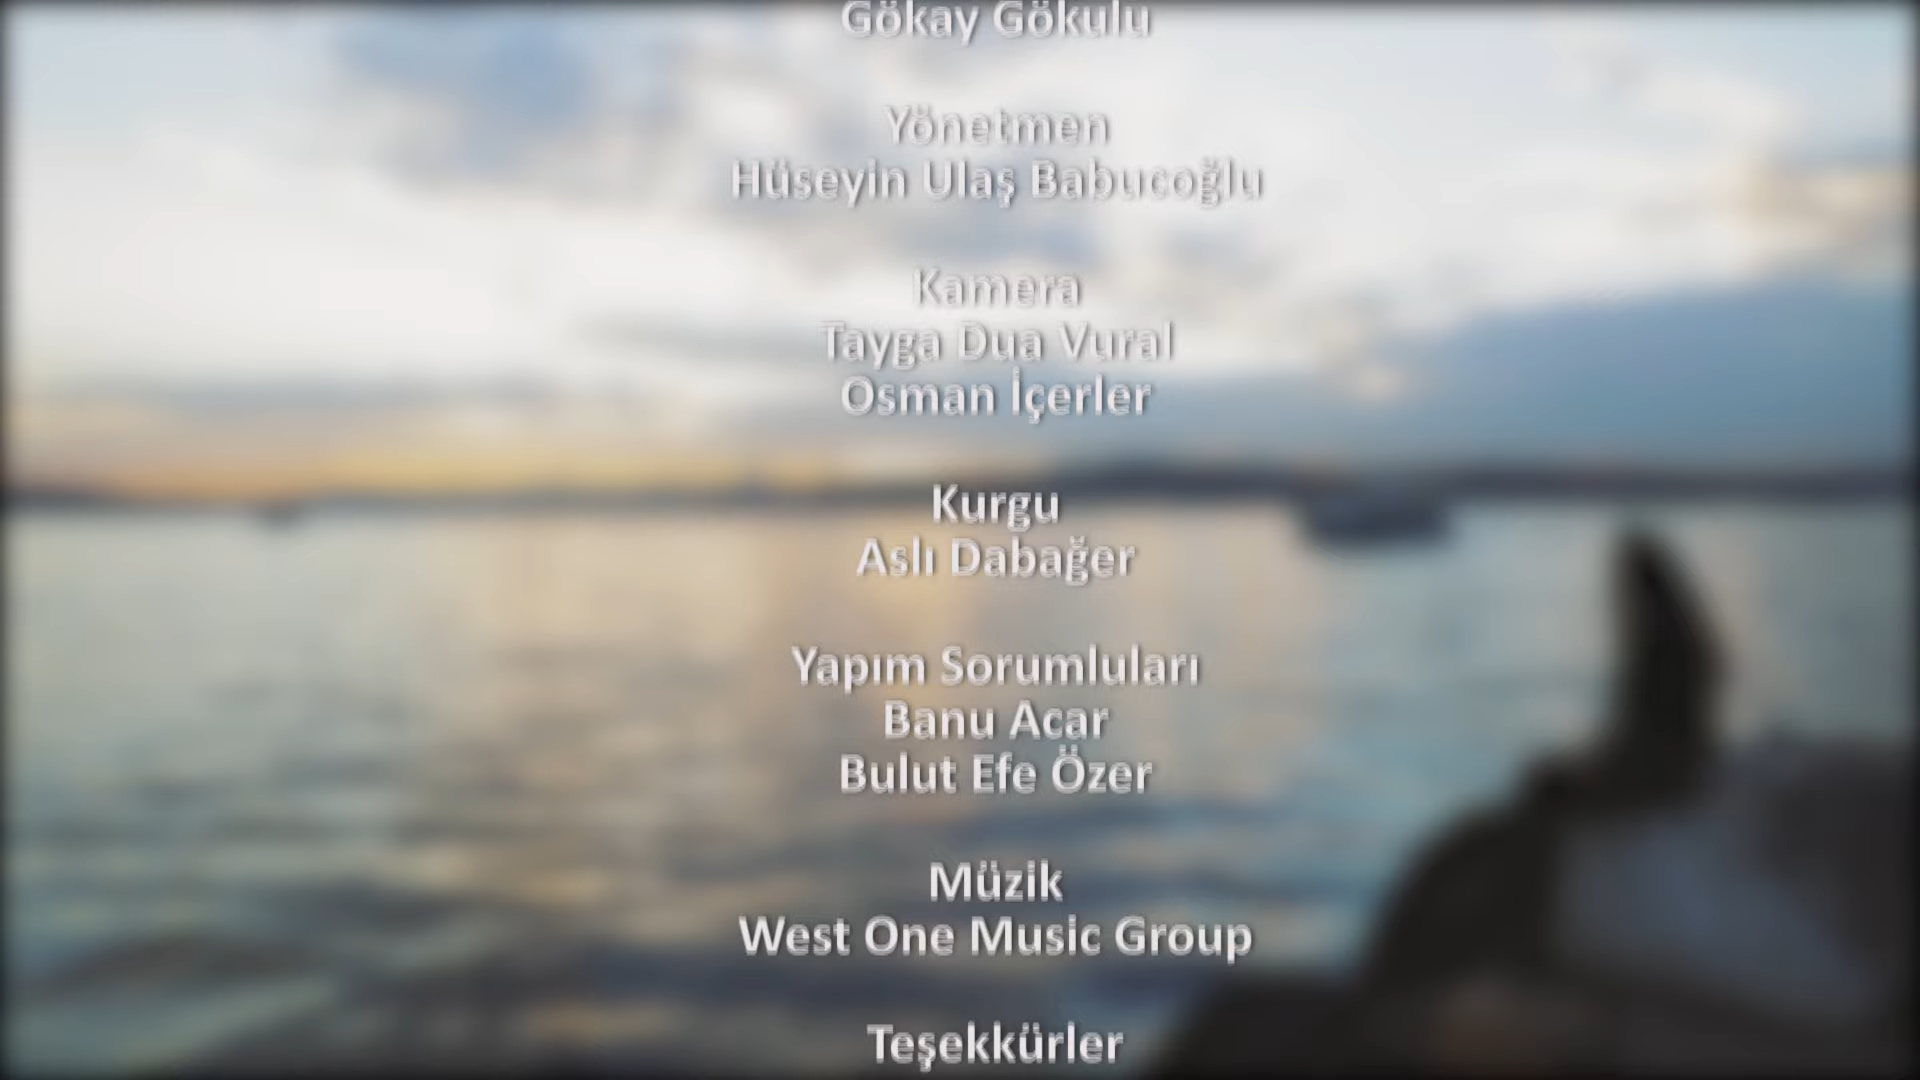 Gökay Gökulu
Yönetmen
Hüseyin Ulaş Babucoğlu
Kamera
Tayga Dua Vural
Osman İçerler
Kurgu
Aslı Dabağer
Yapım Sorumluları
Banu Acar
Bulut Efe Özer
Müzik
West One Music Group
Teşekkürler